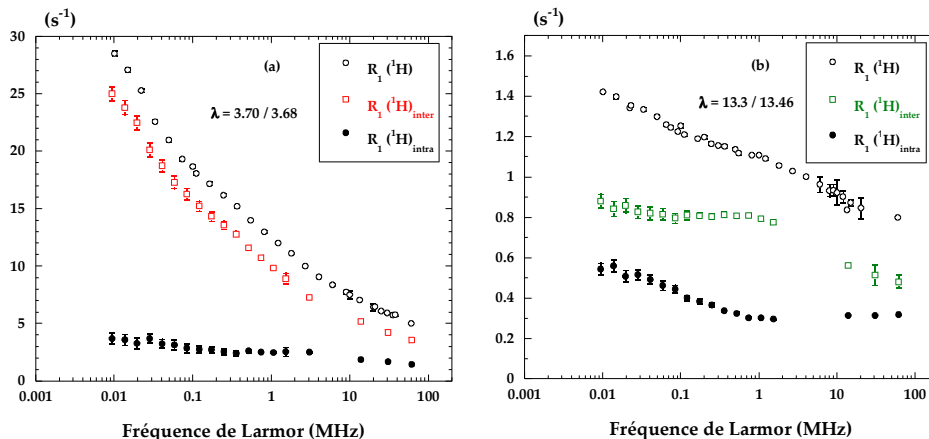 (s⁻¹)
30
25
20
15
10
5
0
0.001
0.01
0.1
1
10
100
Fréquence de Larmor (MHz)
(a)
λ = 3.70 / 3.68
R₁ (¹H)
R₁ (¹H)inter
R₁ (¹H)intra
(s⁻¹)
1.6
1.4
1.2
1
0.8
0.6
0.4
0.2
0
0.001
0.01
0.1
1
10
100
Fréquence de Larmor (MHz)
(b)
λ = 13.3 / 13.46
R₁ (¹H)
R₁ (¹H)inter
R₁ (¹H)intra